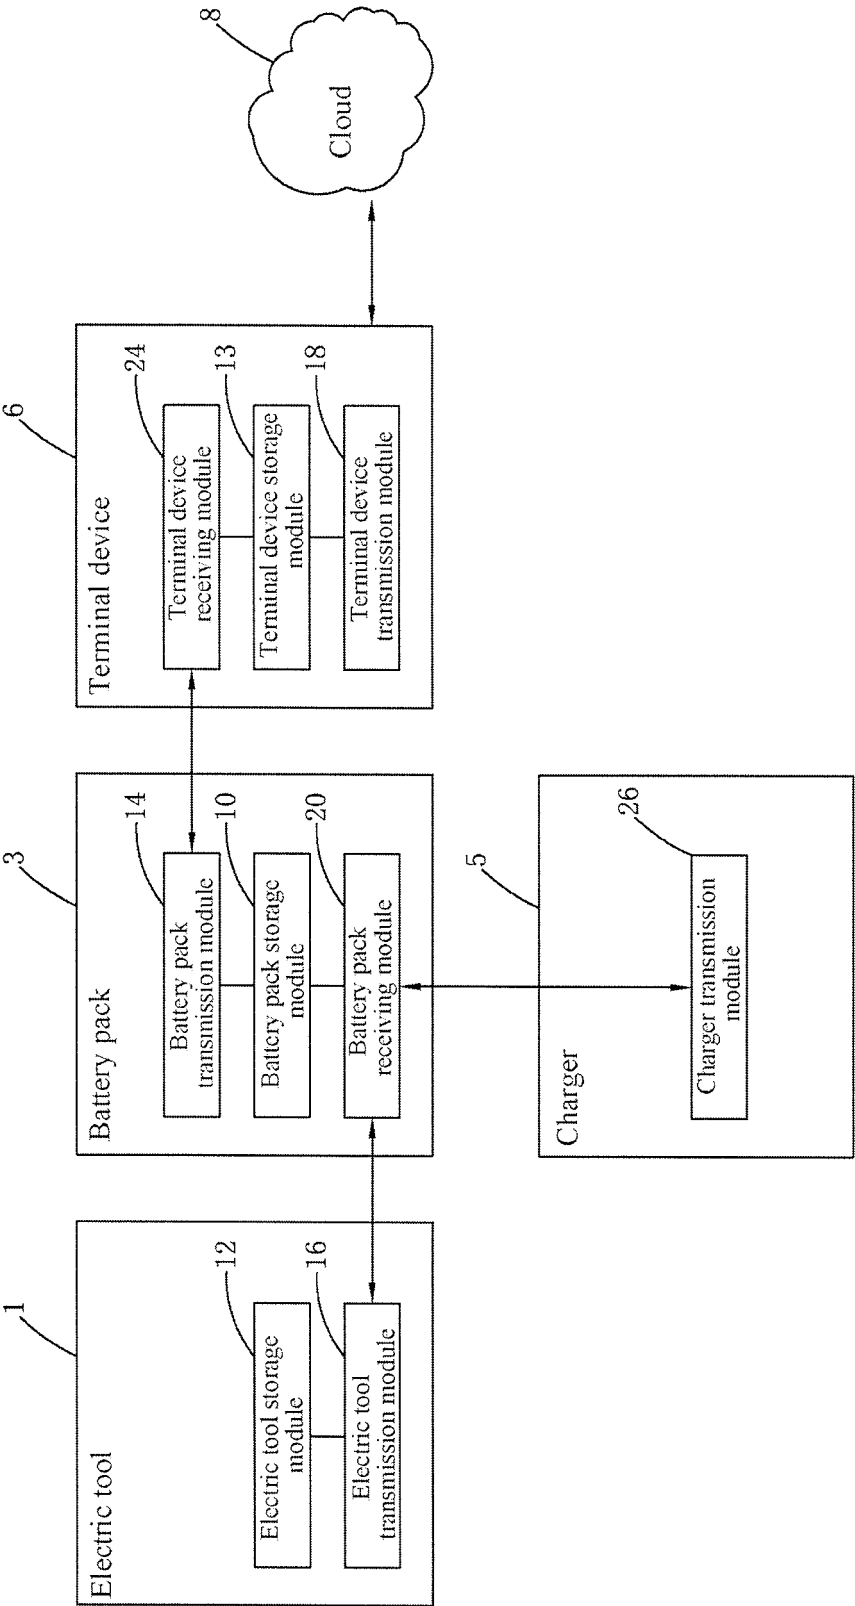 Electric tool
1
Electric tool storage
module
12
Electric tool
transmission module
16
Battery pack
3
Battery pack
transmission module
14
Battery pack storage
module
10
Battery pack
receiving module
20
Charger
5
Charger transmission
module
26
Terminal device
6
Terminal device
receiving module
24
Terminal device storage
module
13
Terminal device
transmission module
18
Cloud
8